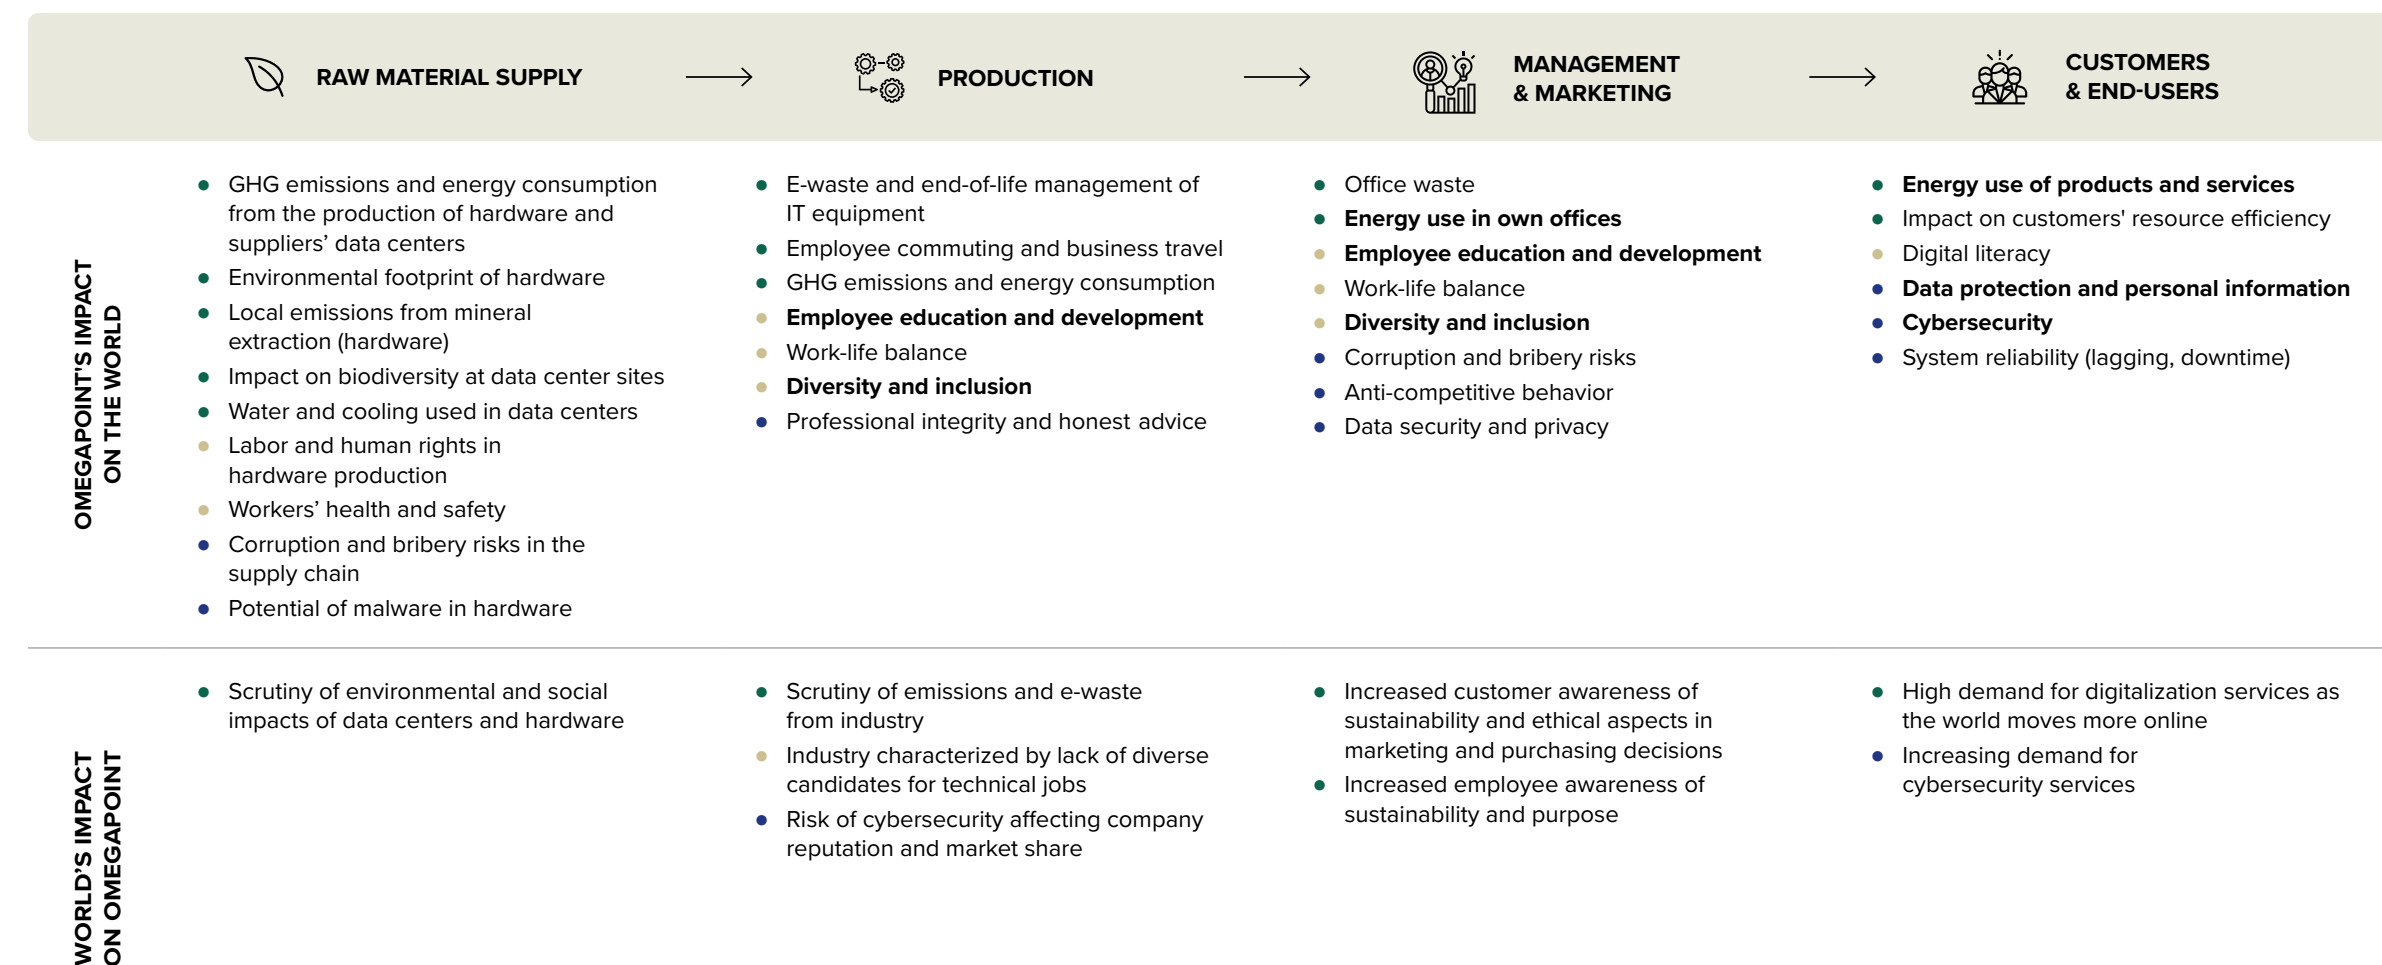 RAW MATERIAL SUPPLY
PRODUCTION
MANAGEMENT
& MARKETING
CUSTOMERS
& END-USERS
OMEGAPOINT'S IMPACT
ON THE WORLD
GHG emissions and energy consumption
from the production of hardware and
suppliers’ data centers
Environmental footprint of hardware
Local emissions from mineral
extraction (hardware)
Impact on biodiversity at data center sites
Water and cooling used in data centers
Labor and human rights in
hardware production
Workers’ health and safety
Corruption and bribery risks in the
supply chain
Potential of malware in hardware
E-waste and end-of-life management of
IT equipment
Employee commuting and business travel
GHG emissions and energy consumption
Employee education and development
Work-life balance
Diversity and inclusion
Professional integrity and honest advice
Office waste
Energy use in own offices
Employee education and development
Work-life balance
Diversity and inclusion
Corruption and bribery risks
Anti-competitive behavior
Data security and privacy
Energy use of products and services
Impact on customers' resource efficiency
Digital literacy
Data protection and personal information
Cybersecurity
System reliability (lagging, downtime)
WORLD’S IMPACT
ON OMEGAPOINT
Scrutiny of environmental and social
impacts of data centers and hardware
Scrutiny of emissions and e-waste
from industry
Industry characterized by lack of diverse
candidates for technical jobs
Risk of cybersecurity affecting company
reputation and market share
Increased customer awareness of
sustainability and ethical aspects in
marketing and purchasing decisions
Increased employee awareness of
sustainability and purpose
High demand for digitalization services as
the world moves more online
Increasing demand for
cybersecurity services